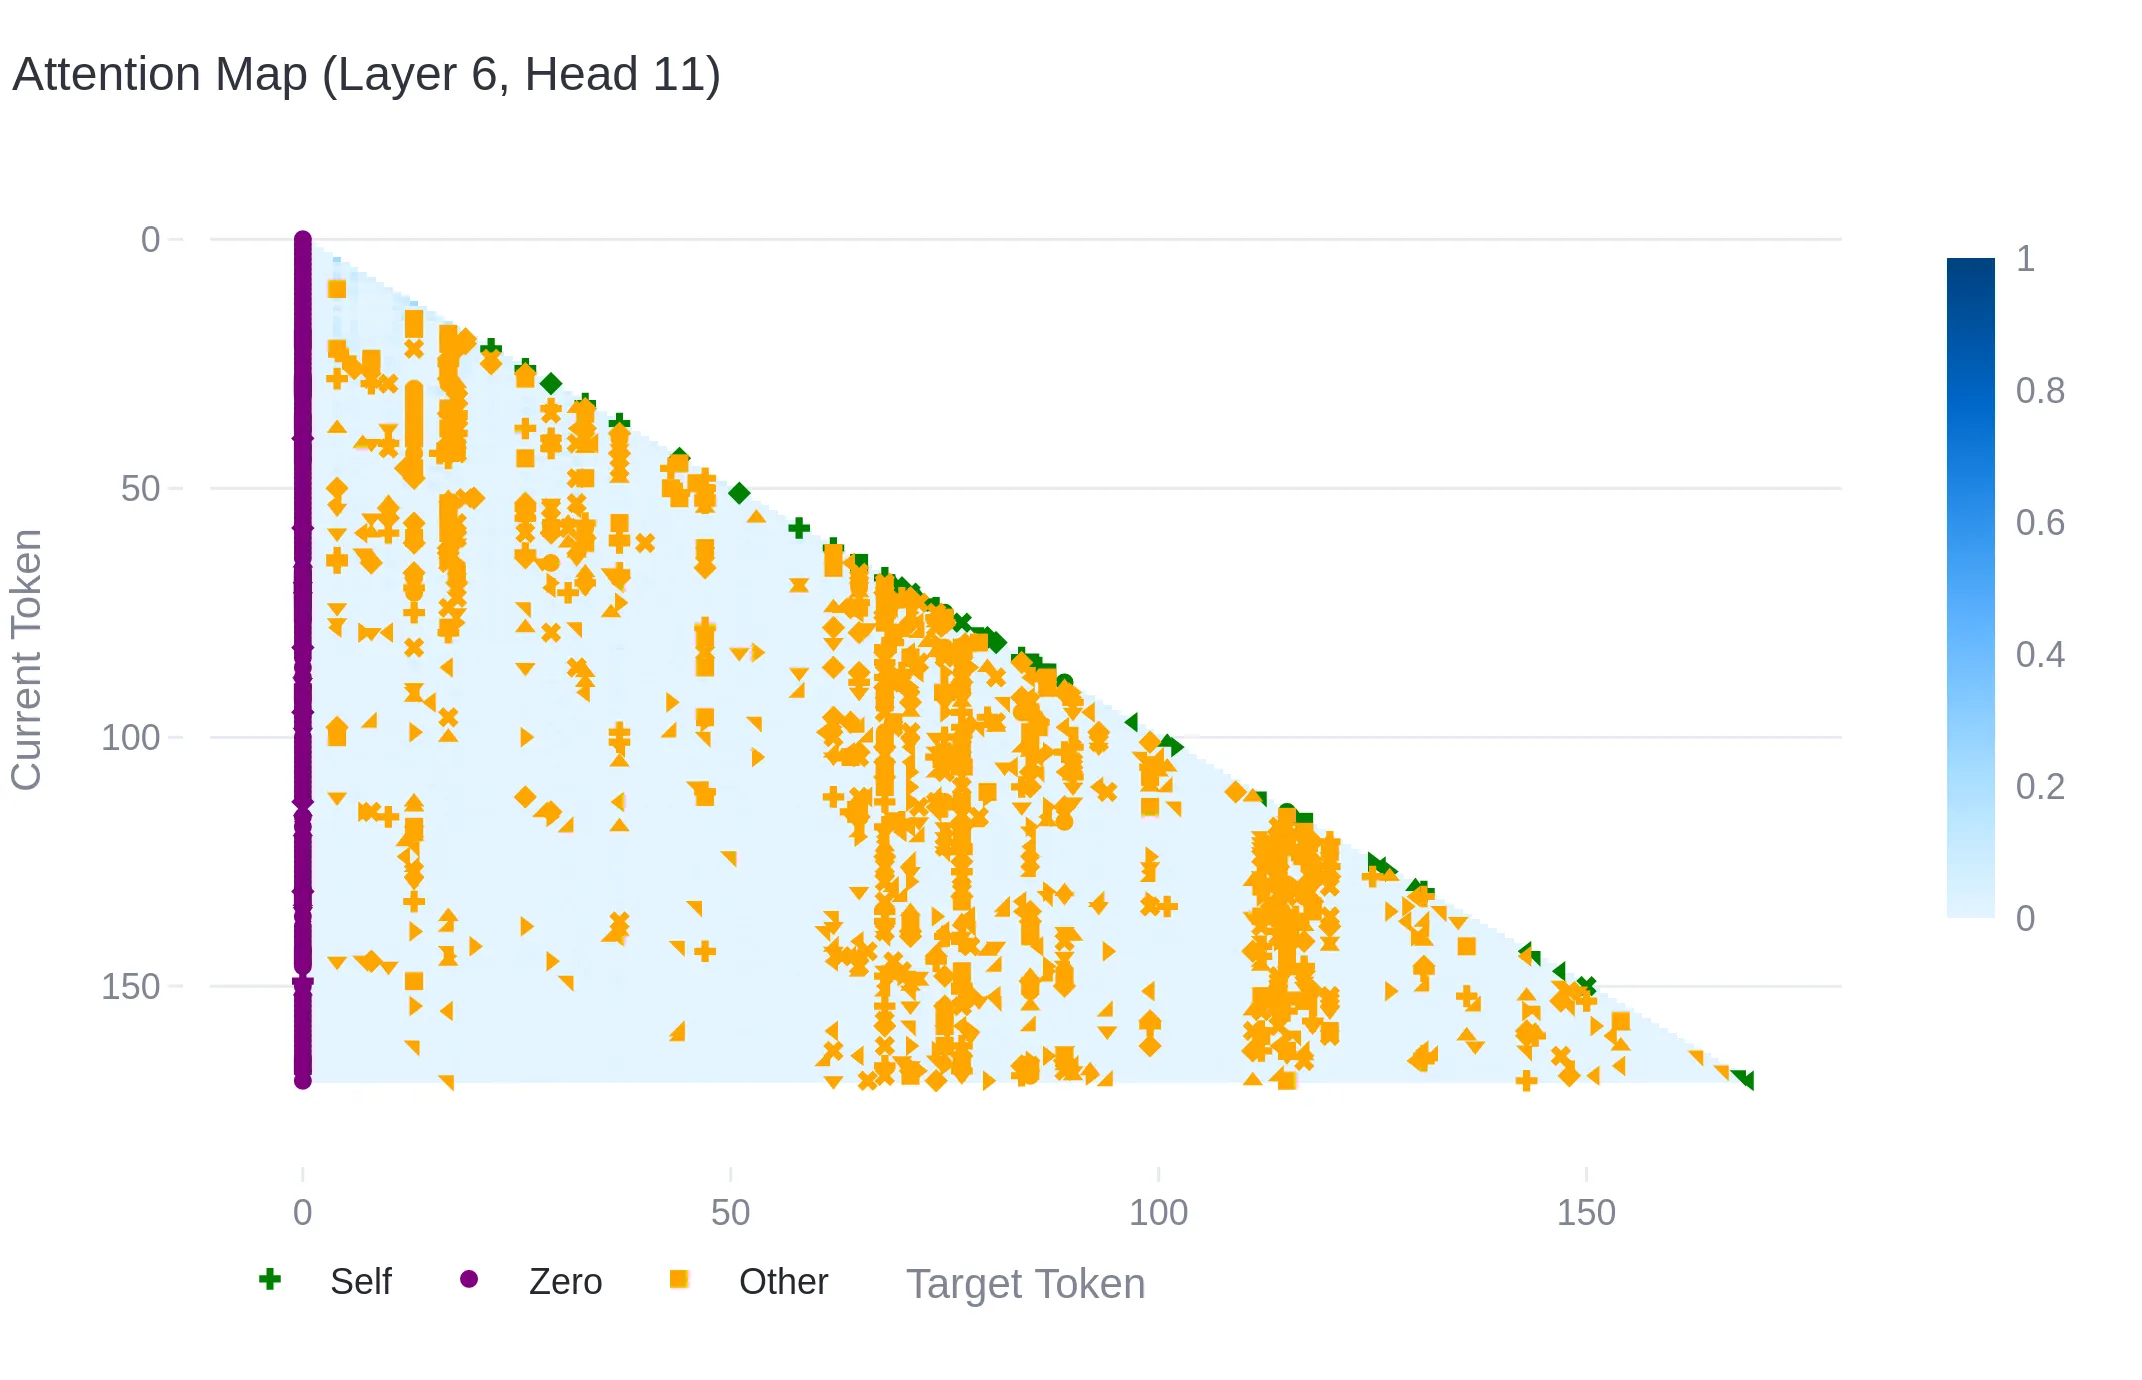 Attention Map (Layer 6, Head 11)
0
50
100
150
Current Token
0
50
100
150
Target Token
Self
Zero
Other
1
0.8
0.6
0.4
0.2
0